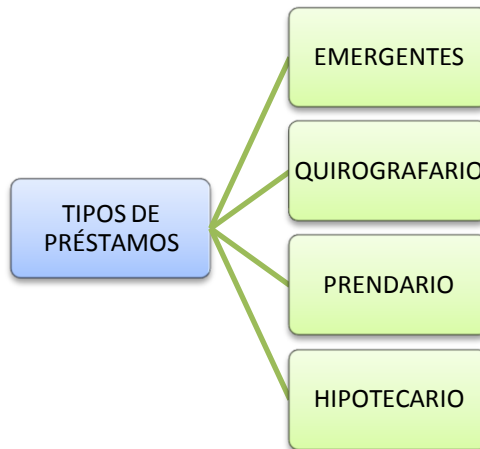 EMERGENTES
QUIROGRAFARIO
TIPOS DE
PRÉSTAMOS
PRENDARIO
HIPOTECARIO